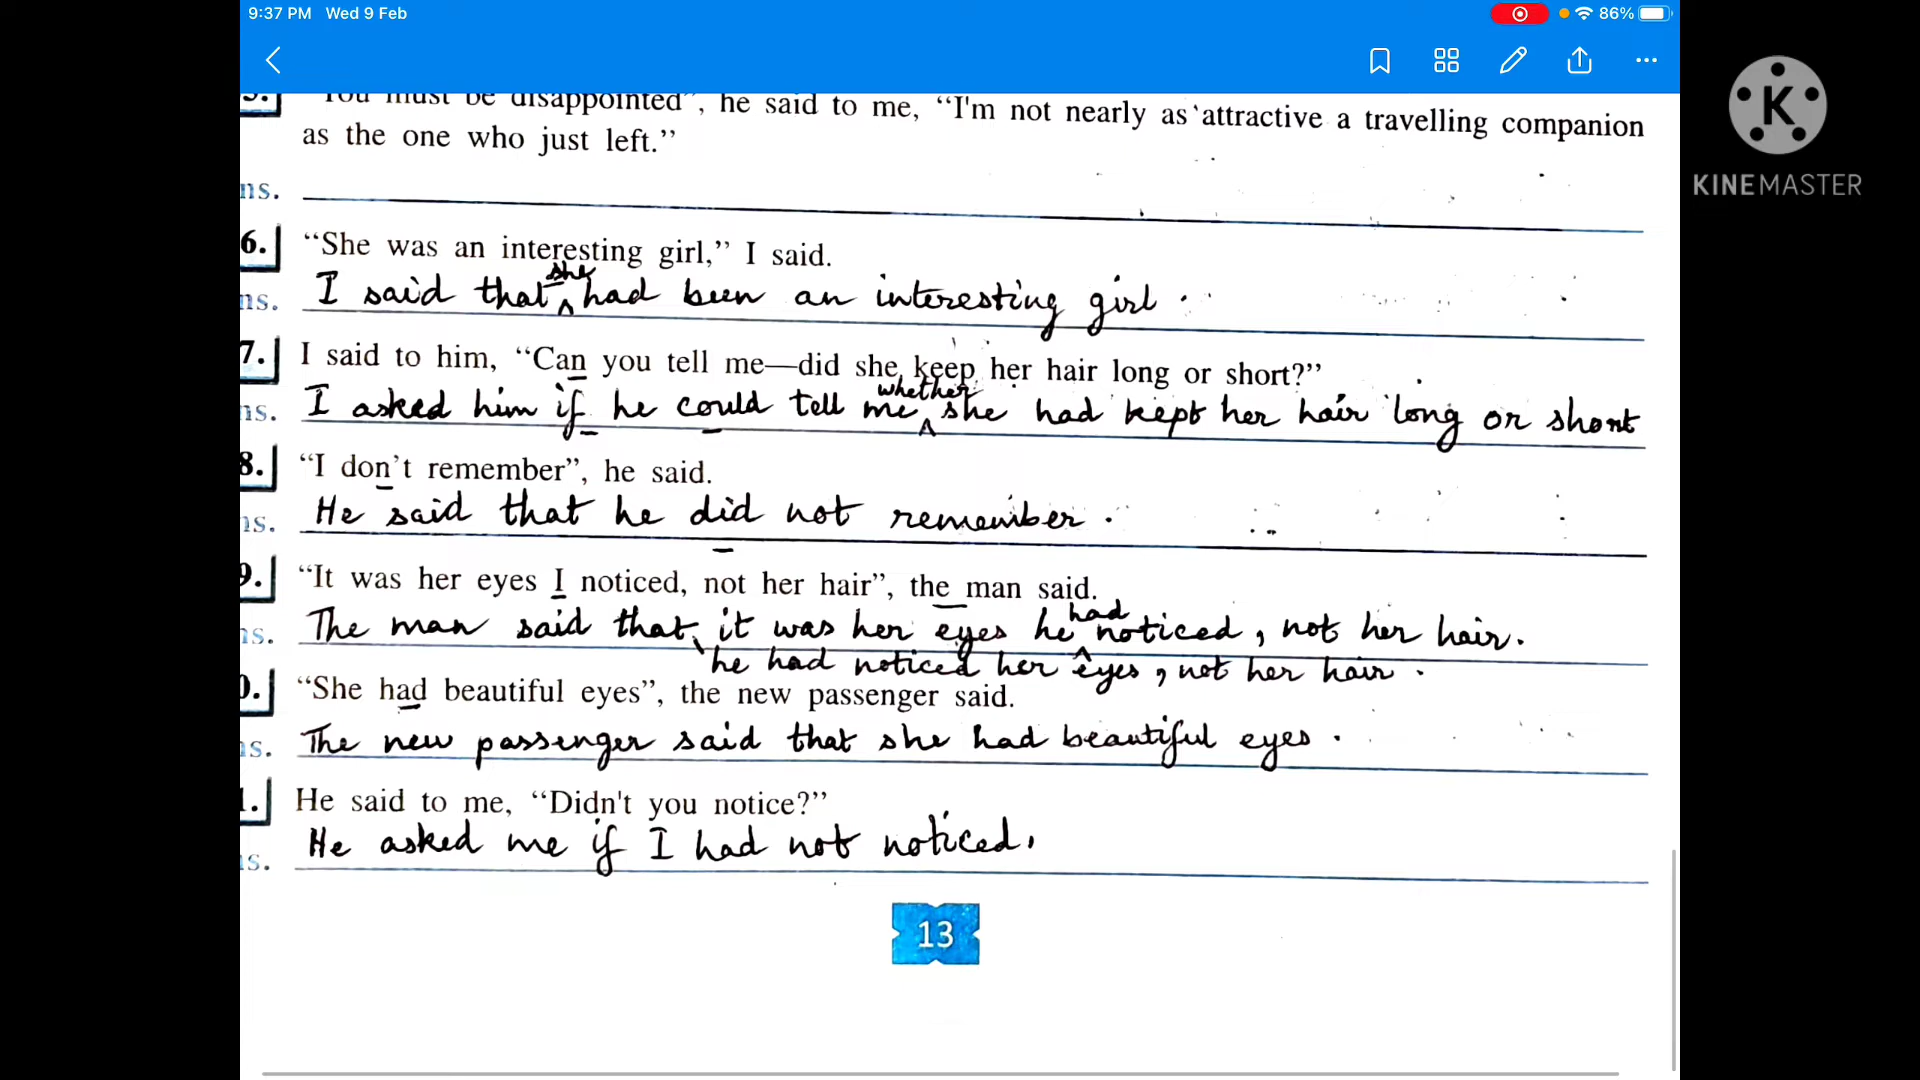 9:37 PM Wed 9 Feb
86%
K
KINEMASTER
5. "You must be disappointed", he said to me, "I'm not nearly as attractive a travelling companion
as the one who just left."
ns.
6. "She was an interesting girl," I said.
she
ns. I said that ^ had been an interesting girl.
7. I said to him, "Can you tell me—did she keep her hair long or short?"
whether
ns. I asked him if he could tell me ^ she had kept her hair long or short
8. "I don't remember", he said.
ns. He said that he did not remember.
9. "It was her eyes I noticed, not her hair", the man said.
had
ns. The man said that it was her eyes he ^ noticed, not her hair.
he had noticed her eyes, not her hair.
0. "She had beautiful eyes", the new passenger said.
s. The new passenger said that she had beautiful eyes.
1. He said to me, "Didn't you notice?"
s. He asked me if I had not noticed.
13